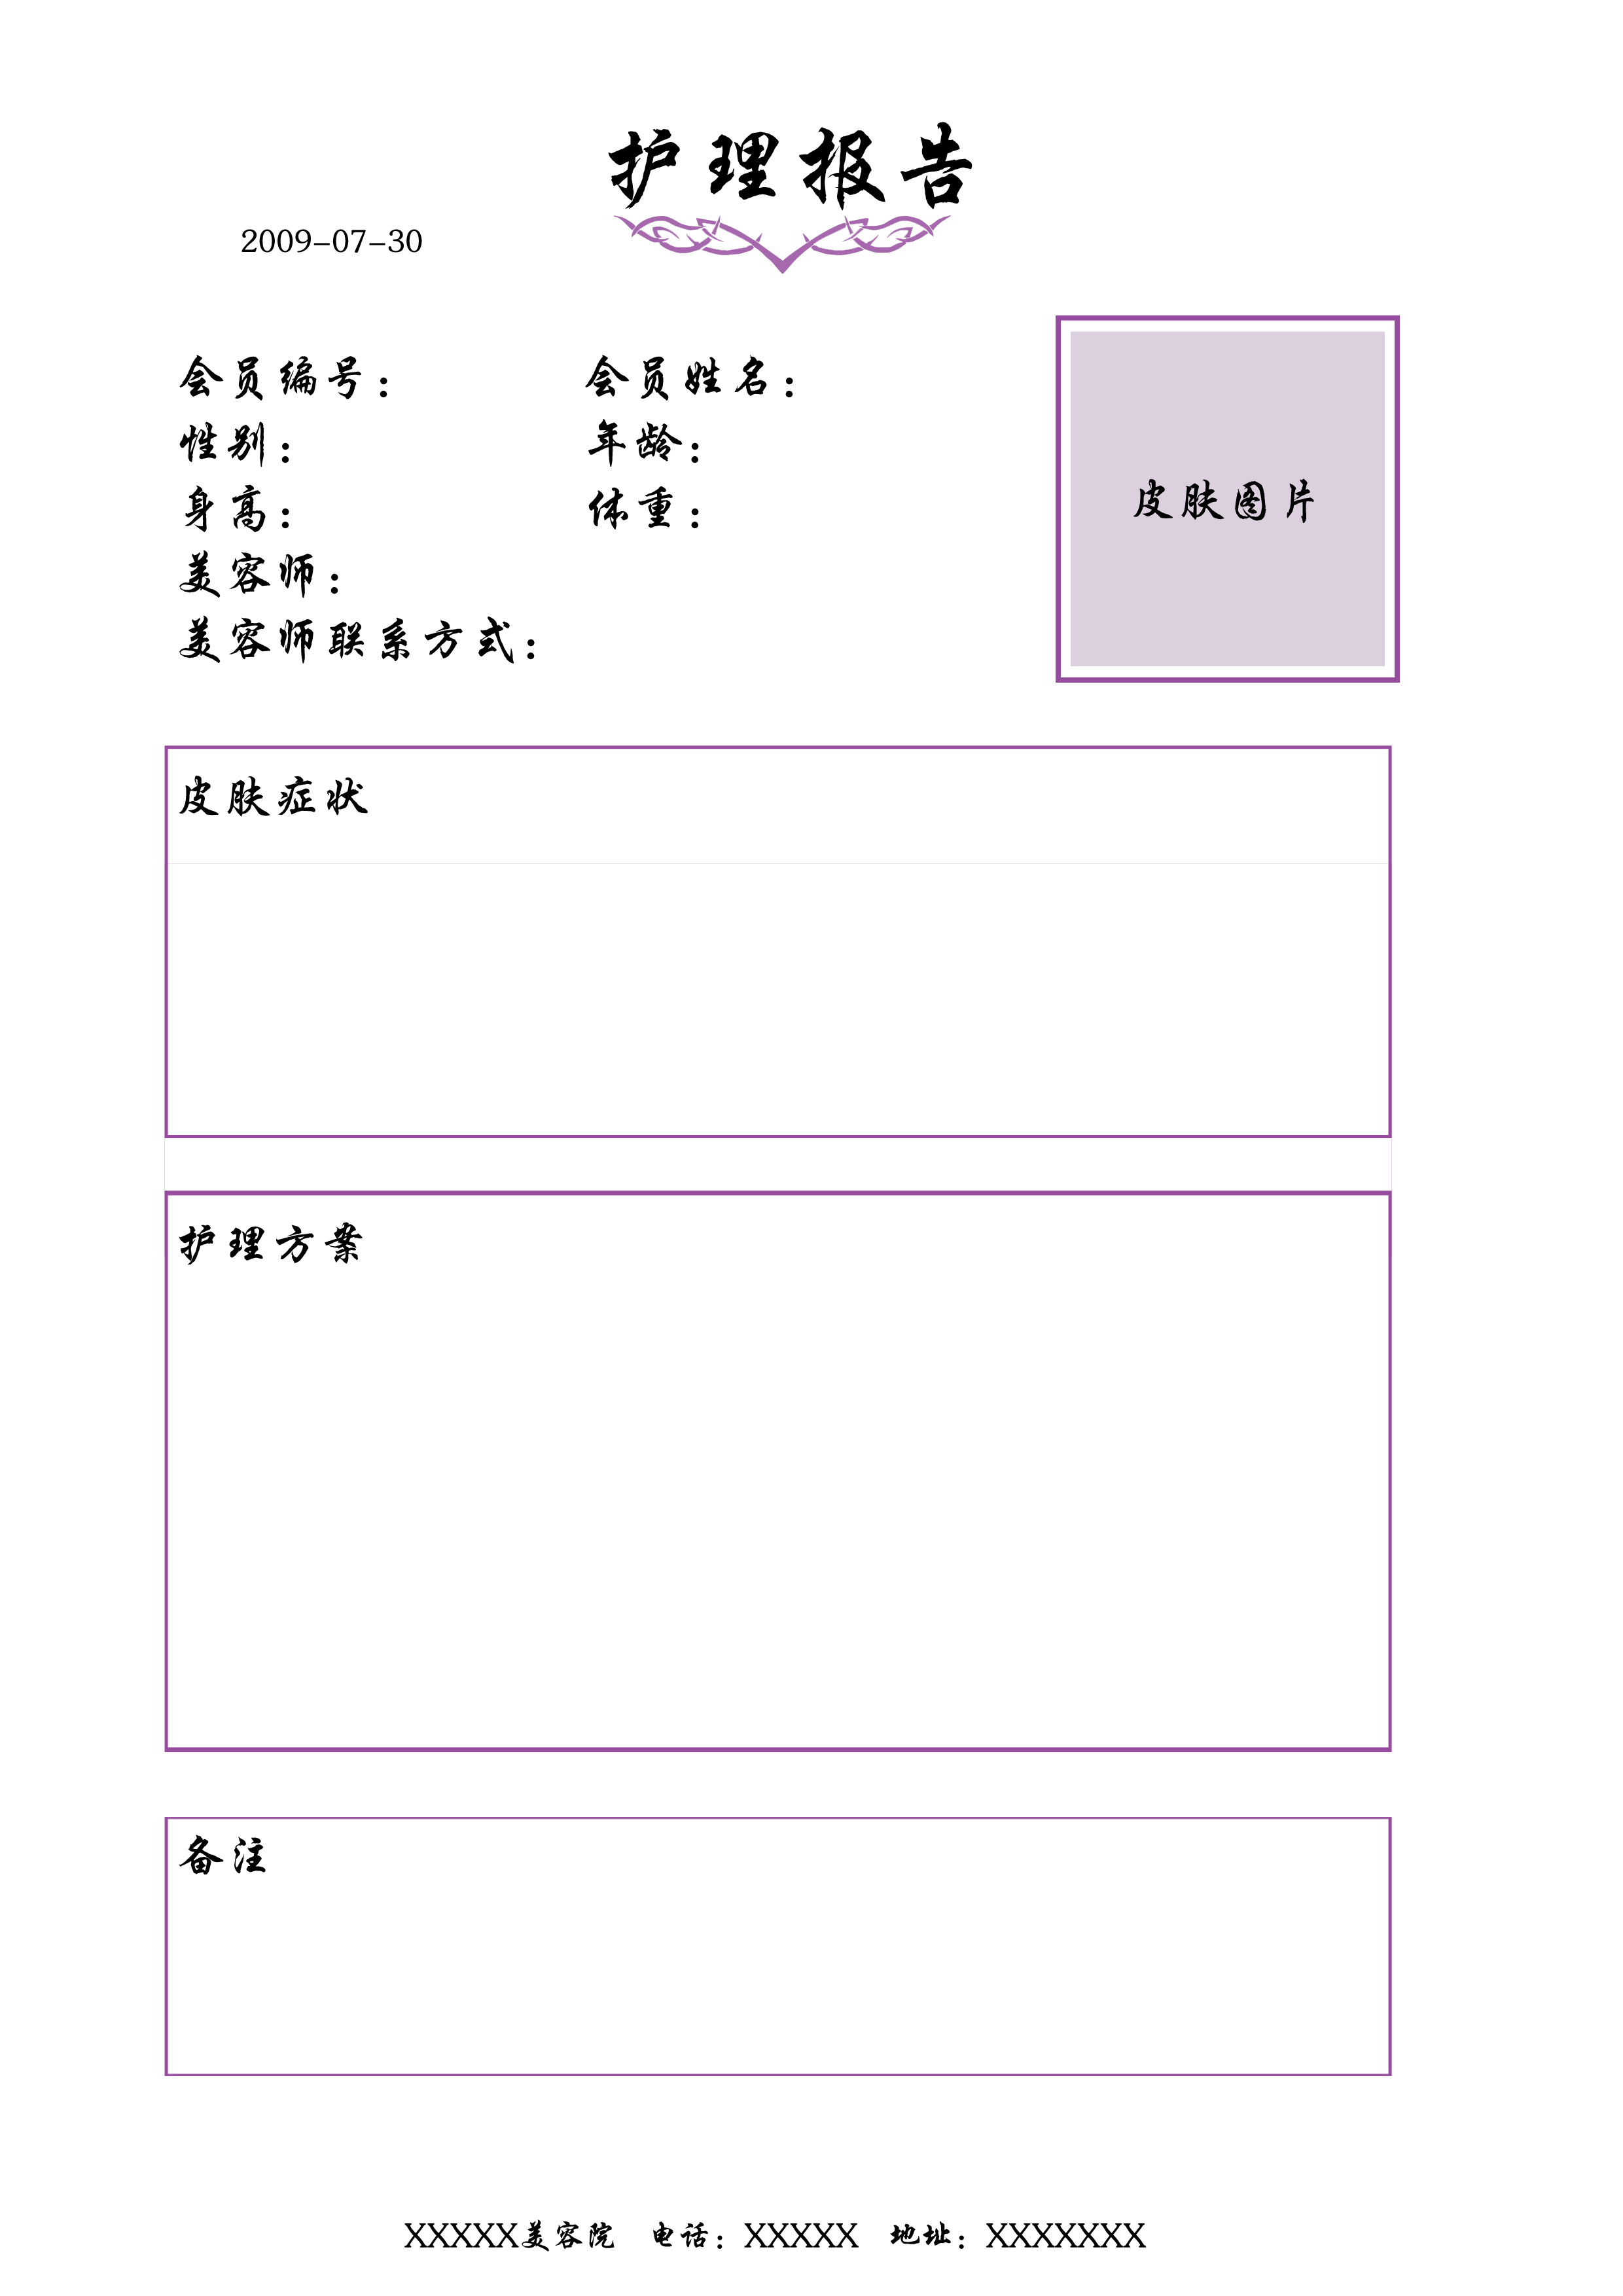 护理报告
2009-07-30
会员编号： 会员姓名：
性别： 年龄：
身高： 体重：
美容师：
美容师联系方式：
皮肤图片
皮肤症状
护理方案
备注
XXXXX美容院 电话：XXXXX 地址：XXXXXXX